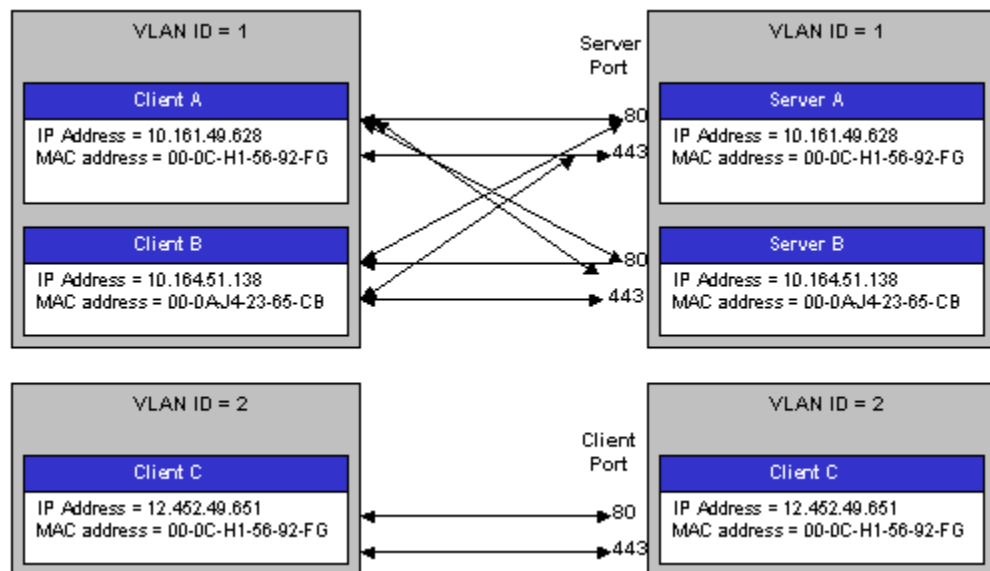 VLAN ID = 1
Client A
IP Address = 10.161.49.628
MAC address = 00-0C-H1-56-92-FG
Client B
IP Address = 10.164.51.138
MAC address = 00-0A-J4-23-65-CB
Server
Port
80
443
80
443
VLAN ID = 1
Server A
IP Address = 10.161.49.628
MAC address = 00-0C-H1-56-92-FG
Server B
IP Address = 10.164.51.138
MAC address = 00-0A-J4-23-65-CB
VLAN ID = 2
Client C
IP Address = 12.452.49.651
MAC address = 00-0C-H1-56-92-FG
Client
Port
80
443
VLAN ID = 2
Client C
IP Address = 12.452.49.651
MAC address = 00-0C-H1-56-92-FG